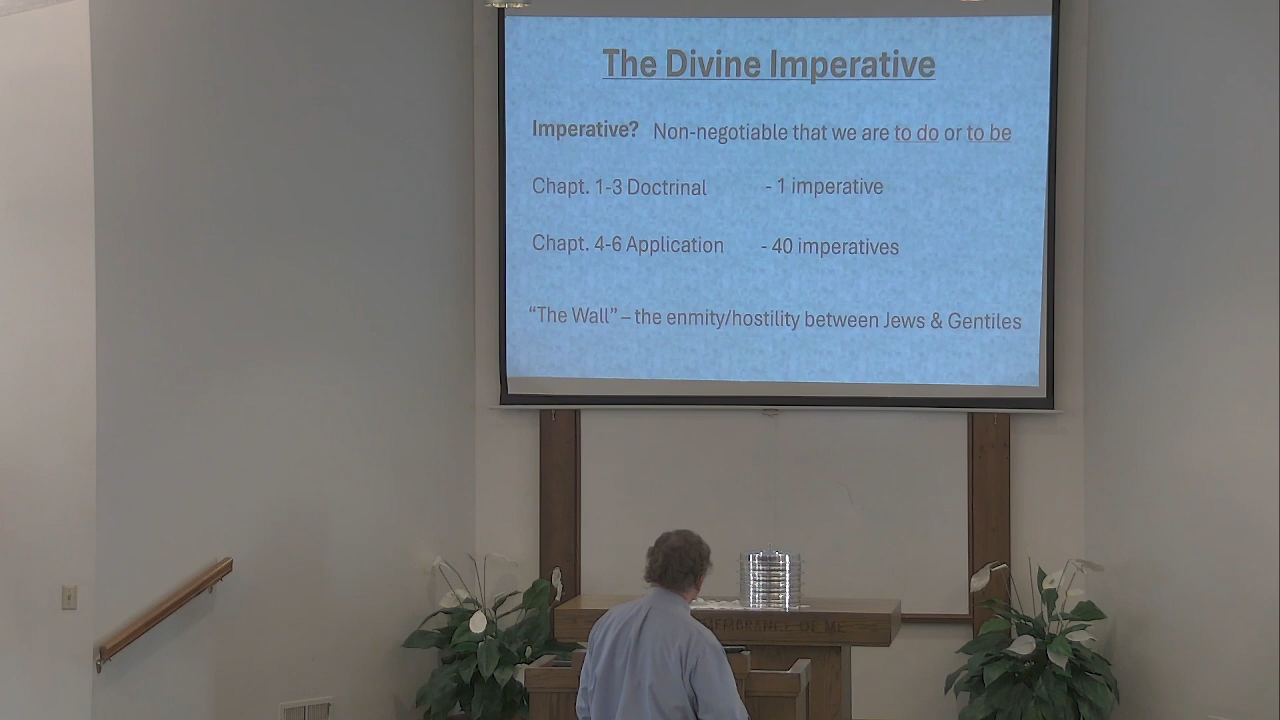 The Divine Imperative
Imperative? Non-negotiable that we are to do or to be
Chapt. 1-3 Doctrinal - 1 imperative
Chapt. 4-6 Application - 40 imperatives
“The Wall” – the enmity/hostility between Jews & Gentiles
OF ME